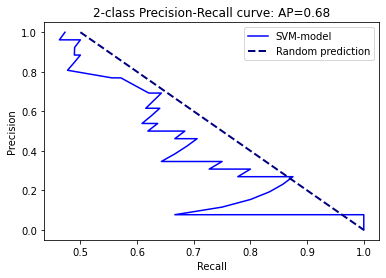 2-class Precision-Recall curve: AP=0.68
SVM-model
Random prediction
Precision
1.0
0.8
0.6
0.4
0.2
0.0
0.5
0.6
0.7
0.8
0.9
1.0
Recall